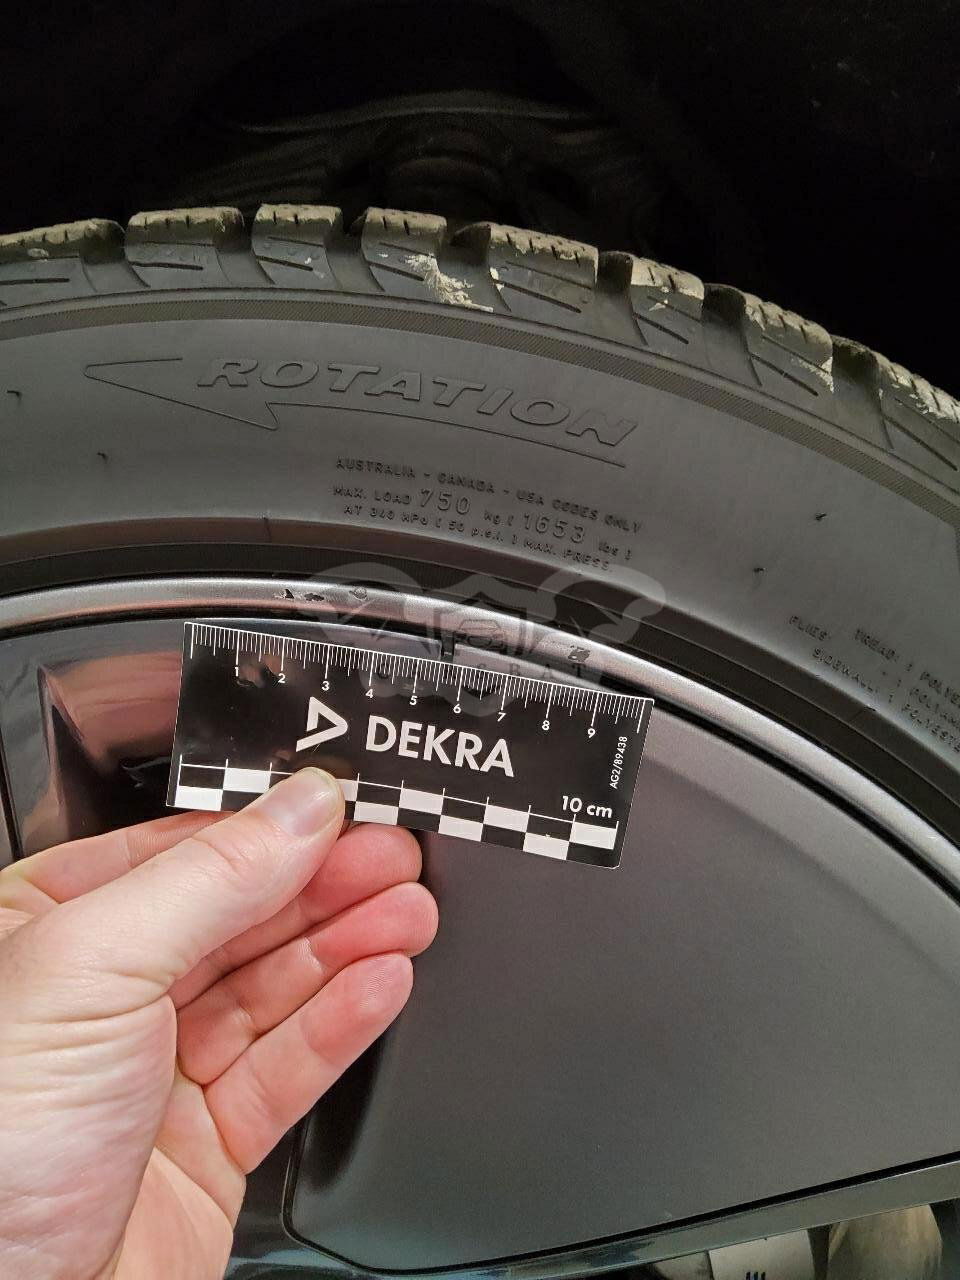 ROTATION
AUSTRALIA - CANADA - USA CODES ONLY
MAX. LOAD 750 kg ( 1653 lbs )
AT 340 kPa ( 50 p.s.i. ) MAX. PRESS.
PLIES: TREAD: 1 POLYE
SIDEWALL: 1 POLYESTE
1 2 3 4 5 6 7 8 9
DEKRA
AG2/89438
10 cm